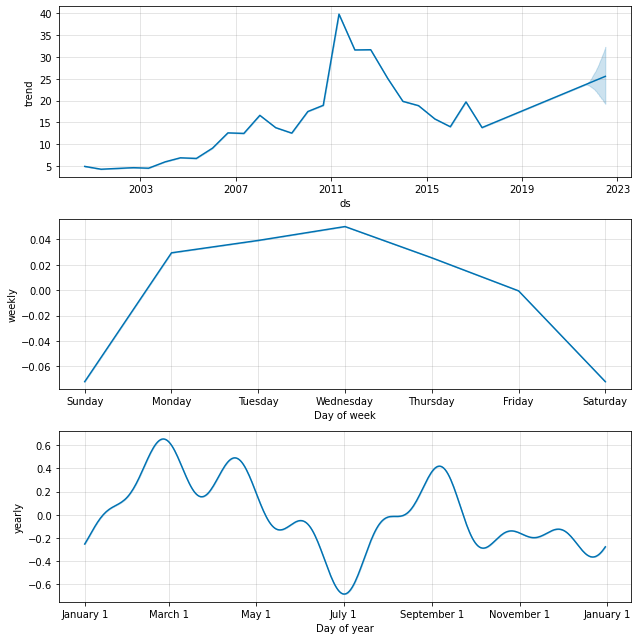 40
35
30
25
20
15
10
5
trend
2003 2007 2011 2015 2019 2023
ds
0.04
0.02
0.00
−0.02
−0.04
−0.06
weekly
Sunday Monday Tuesday Wednesday Thursday Friday Saturday
Day of week
0.6
0.4
0.2
0.0
−0.2
−0.4
−0.6
yearly
January 1 March 1 May 1 July 1 September 1 November 1 January 1
Day of year